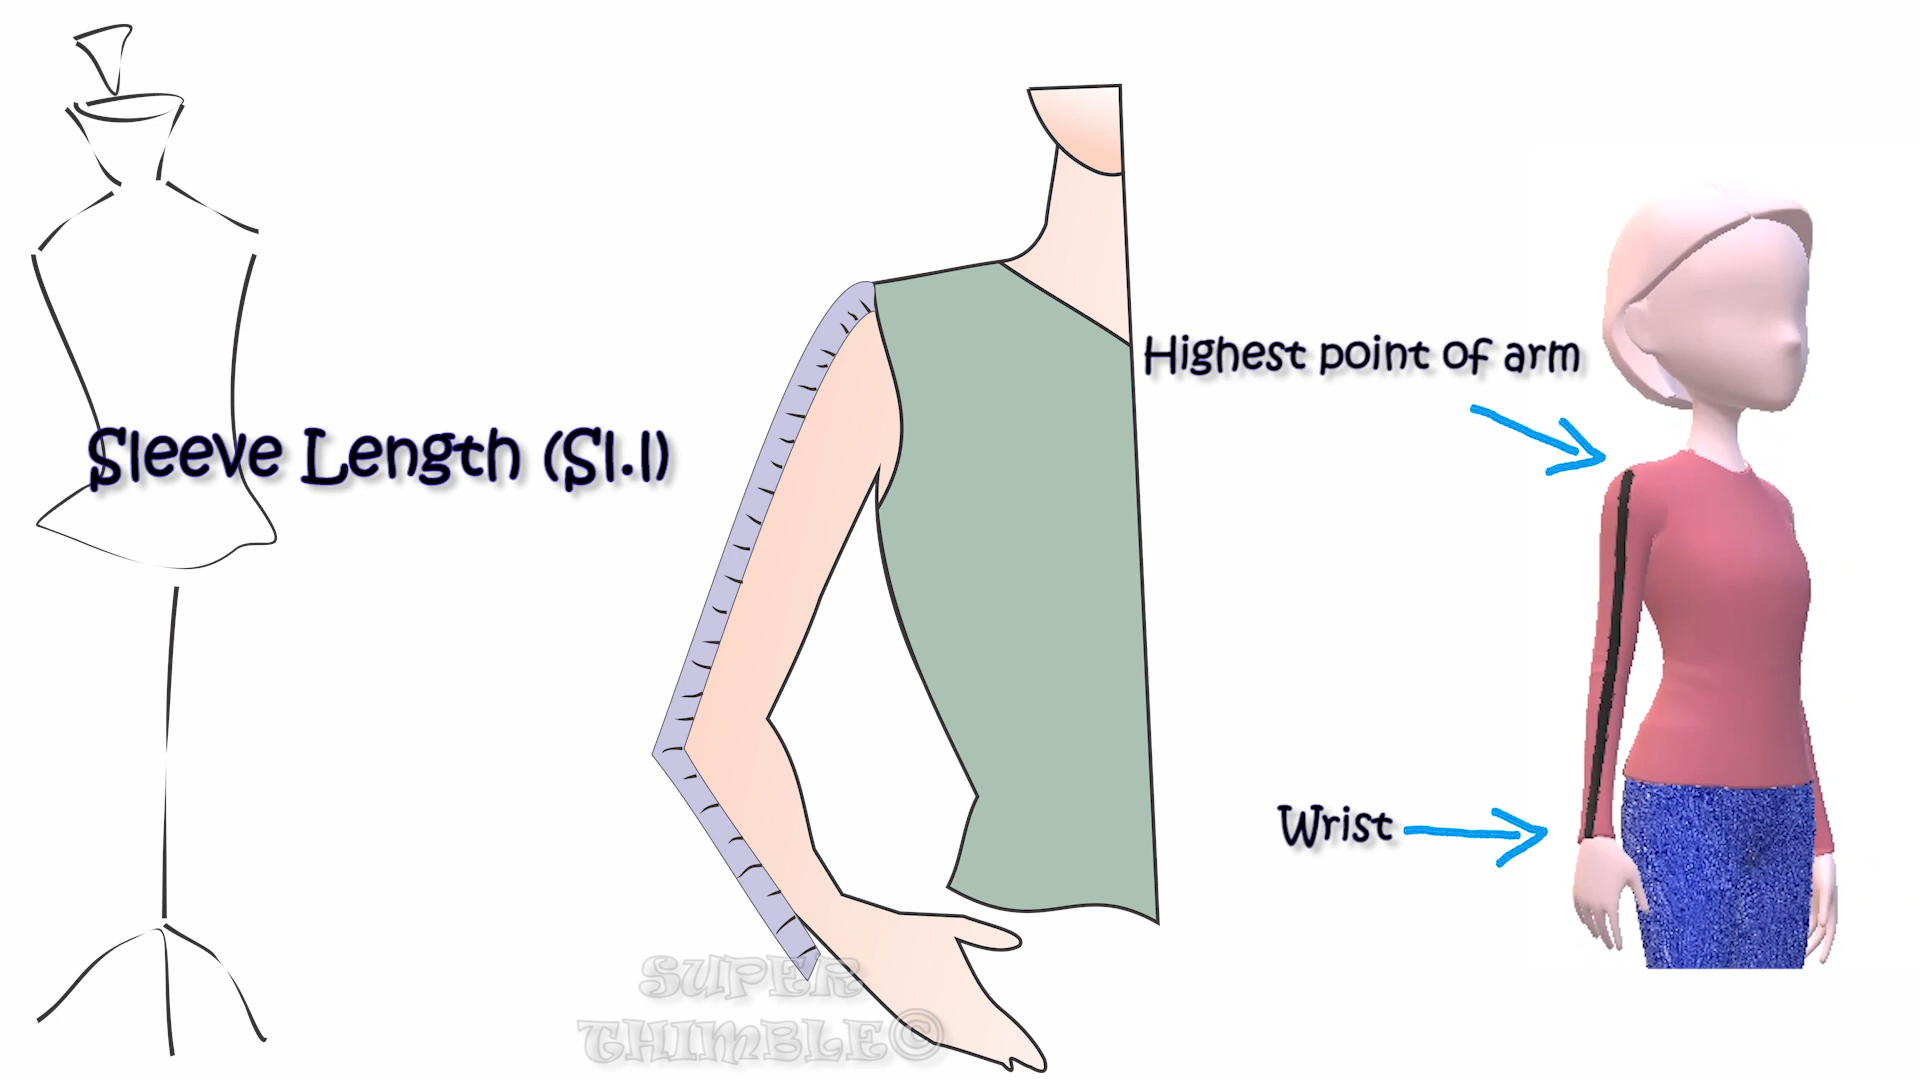 Highest point of arm
Sleeve Length (Sl.l)
Wrist
SUPER
THIMBLE©